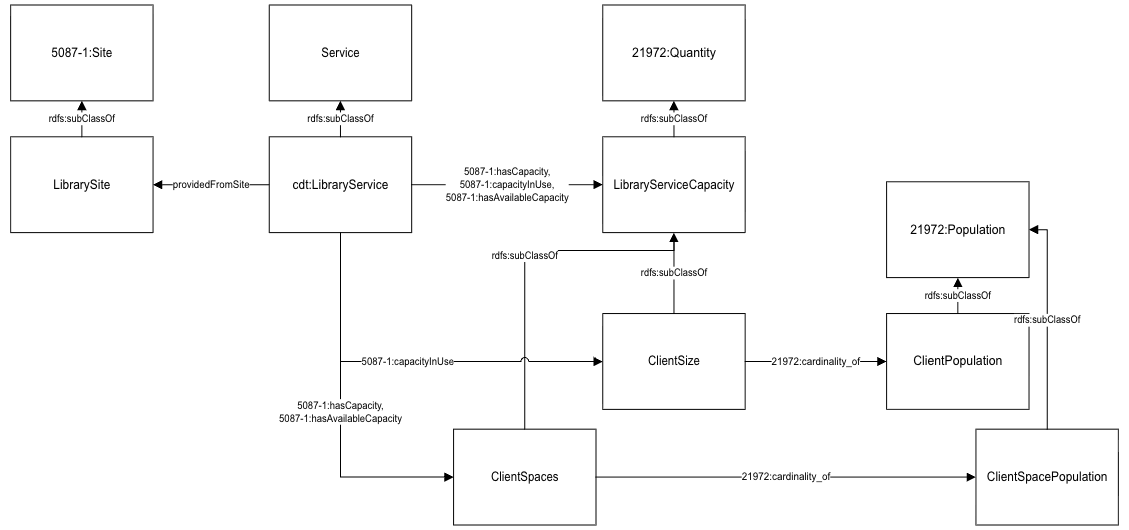 5087-1:Site
Service
21972:Quantity
rdfs:subClassOf
rdfs:subClassOf
rdfs:subClassOf
LibrarySite
providedFromSite
cdt:LibraryService
5087-1:hasCapacity,
5087-1:capacityInUse,
5087-1:hasAvailableCapacity
LibraryServiceCapacity
21972:Population
rdfs:subClassOf
rdfs:subClassOf
rdfs:subClassOf
rdfs:subClassOf
5087-1:capacityInUse
ClientSize
21972:cardinality_of
ClientPopulation
5087-1:hasCapacity,
5087-1:hasAvailableCapacity
ClientSpaces
21972:cardinality_of
ClientSpacePopulation